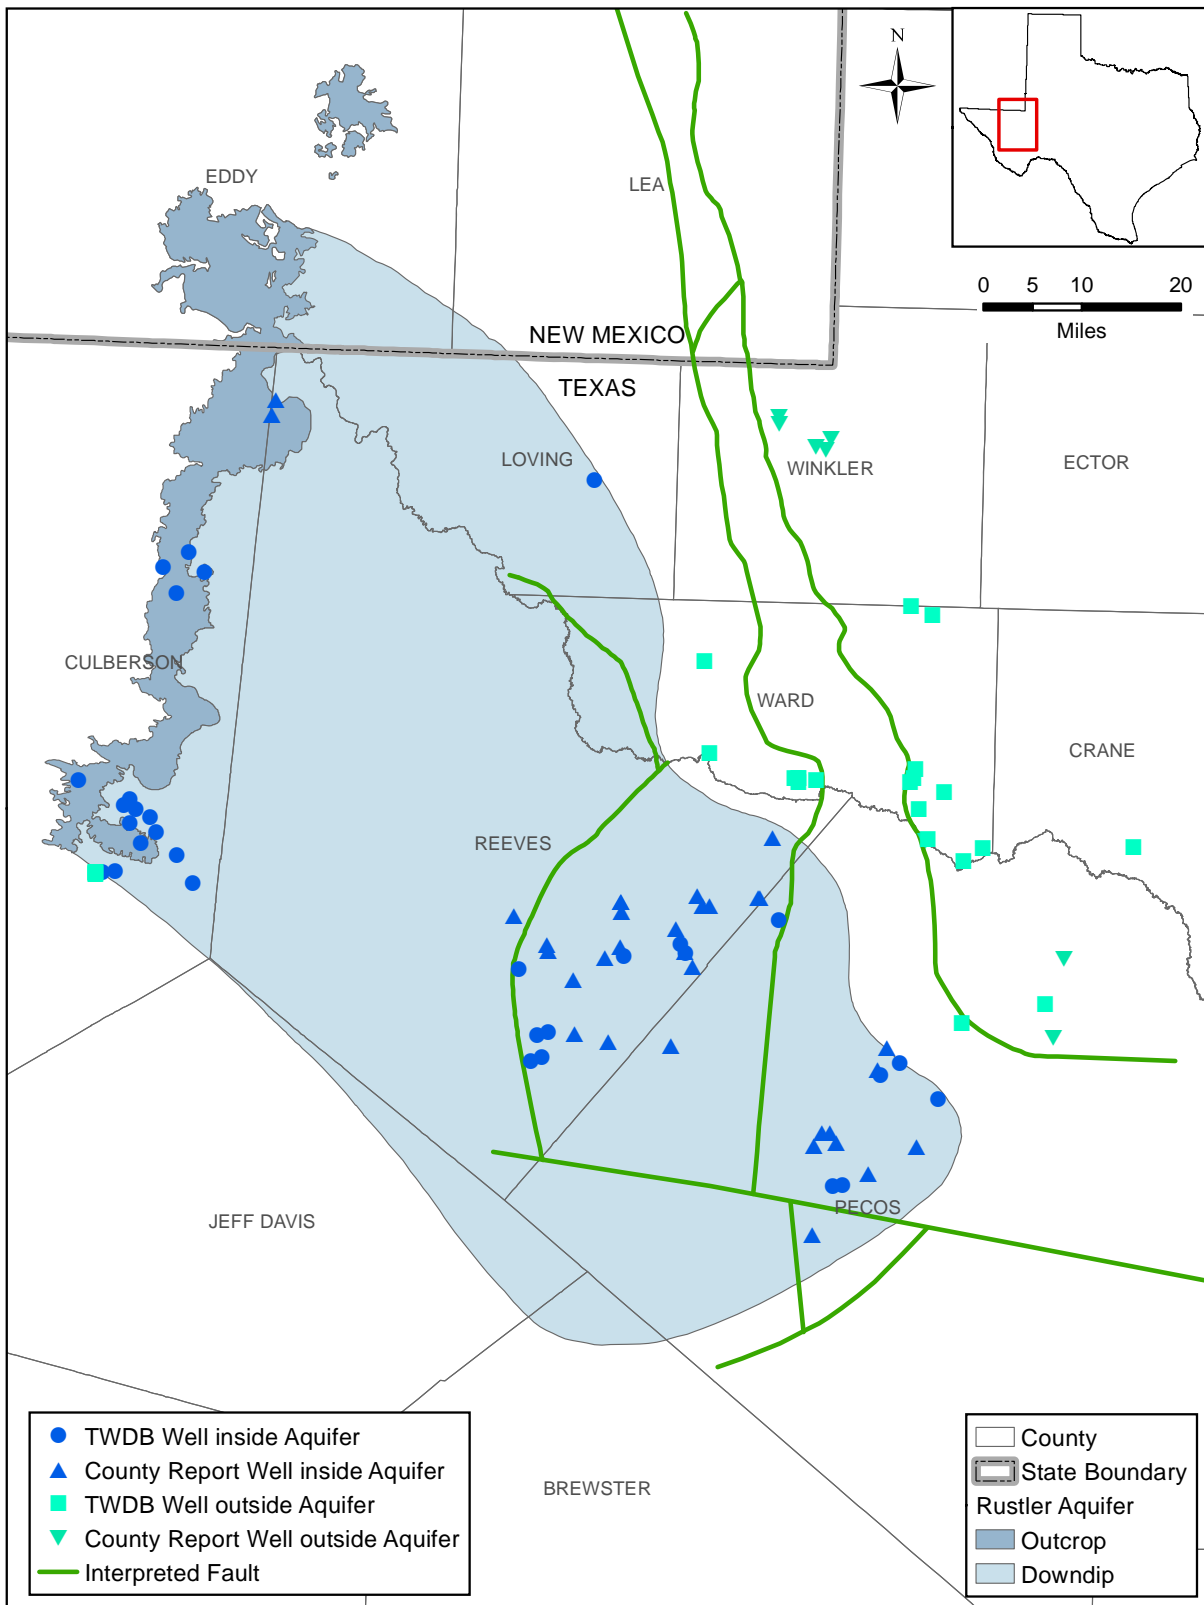 N
EDDY
LEA
0 5 10 20
Miles
NEW MEXICO
TEXAS
LOVING
WINKLER
ECTOR
CULBERSON
WARD
CRANE
REEVES
PECOS
JEFF DAVIS
BREWSTER
TWDB Well inside Aquifer
County Report Well inside Aquifer
TWDB Well outside Aquifer
County Report Well outside Aquifer
Interpreted Fault
County
State Boundary
Rustler Aquifer
Outcrop
Downdip